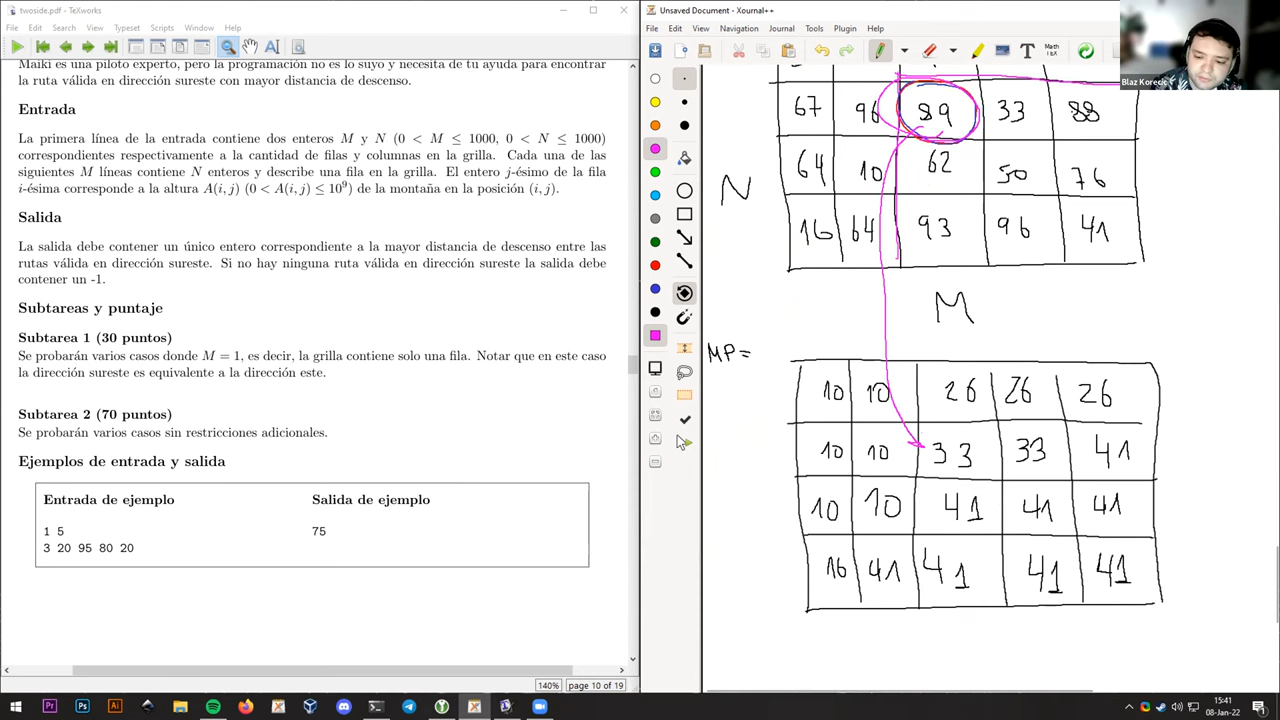 twoside.pdf - TeXworks
File Edit Search View Typeset Scripts Window Help
Maiki es una piloto experto, pero la programación no es lo suyo y necesita de tu ayuda para encontrar
la ruta válida en dirección sureste con mayor distancia de descenso.
Entrada
La primera línea de la entrada contiene dos enteros M y N (0 < M ≤ 1000, 0 < N ≤ 1000)
correspondientes respectivamente a la cantidad de filas y columnas en la grilla. Cada una de las
siguientes M líneas contiene N enteros y describe una fila en la grilla. El entero j-ésimo de la fila
i-ésima corresponde a la altura A(i, j) (0 < A(i, j) ≤ 10⁹) de la montaña en la posición (i, j).
Salida
La salida debe contener un único entero correspondiente a la mayor distancia de descenso entre las
rutas válida en dirección sureste. Si no hay ninguna ruta válida en dirección sureste la salida debe
contener un -1.
Subtareas y puntaje
Subtarea 1 (30 puntos)
Se probarán varios casos donde M = 1, es decir, la grilla contiene solo una fila. Notar que en este caso
la dirección sureste es equivalente a la dirección este.
Subtarea 2 (70 puntos)
Se probarán varios casos sin restricciones adicionales.
Ejemplos de entrada y salida
Entrada de ejemplo Salida de ejemplo
1 5 75
3 20 95 80 20
140% page 10 of 19
Unsaved Document - Xournal++
File Edit View Navigation Journal Tools Plugin Help
Math
Blaz Korecic
67 96 89 33 88
N 64 10 62 50 76
16 64 93 96 41
M
MP=
10 10 26 26 26
10 10 33 33 41
10 10 41 41 41
16 41 41 41 41
15:41
08-Jan-22